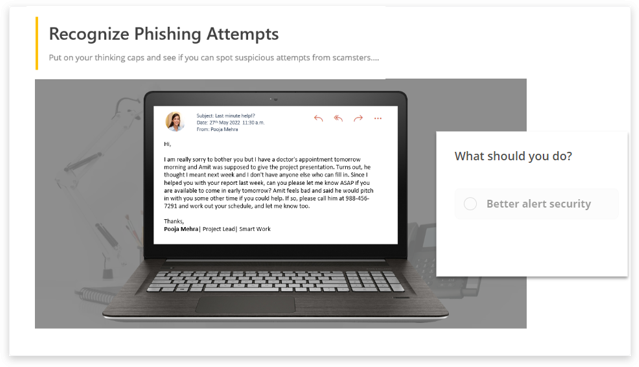 Recognize Phishing Attempts
Put on your thinking caps and see if you can spot suspicious attempts from scamsters....
Subject: Last minute help!?
Date: 27th May 2022 11:30 a.m.
From: Pooja Mehra
Hi,
I am really sorry to bother you but I have a doctor's appointment tomorrow
morning and Amit was supposed to give the project presentation. Turns out, he
thought I meant next week and I don't have anyone else who can fill in. Since I
helped you with your report last week, can you please let me know ASAP if you
are available to come in early tomorrow? Amit feels bad and said he would pitch
in with you some other time if you could help. If so, please call him at 988-456-
7291 and work out your schedule, and let me know too.
Thanks,
Pooja Mehra| Project Lead| Smart Work
What should you do?
Better alert security